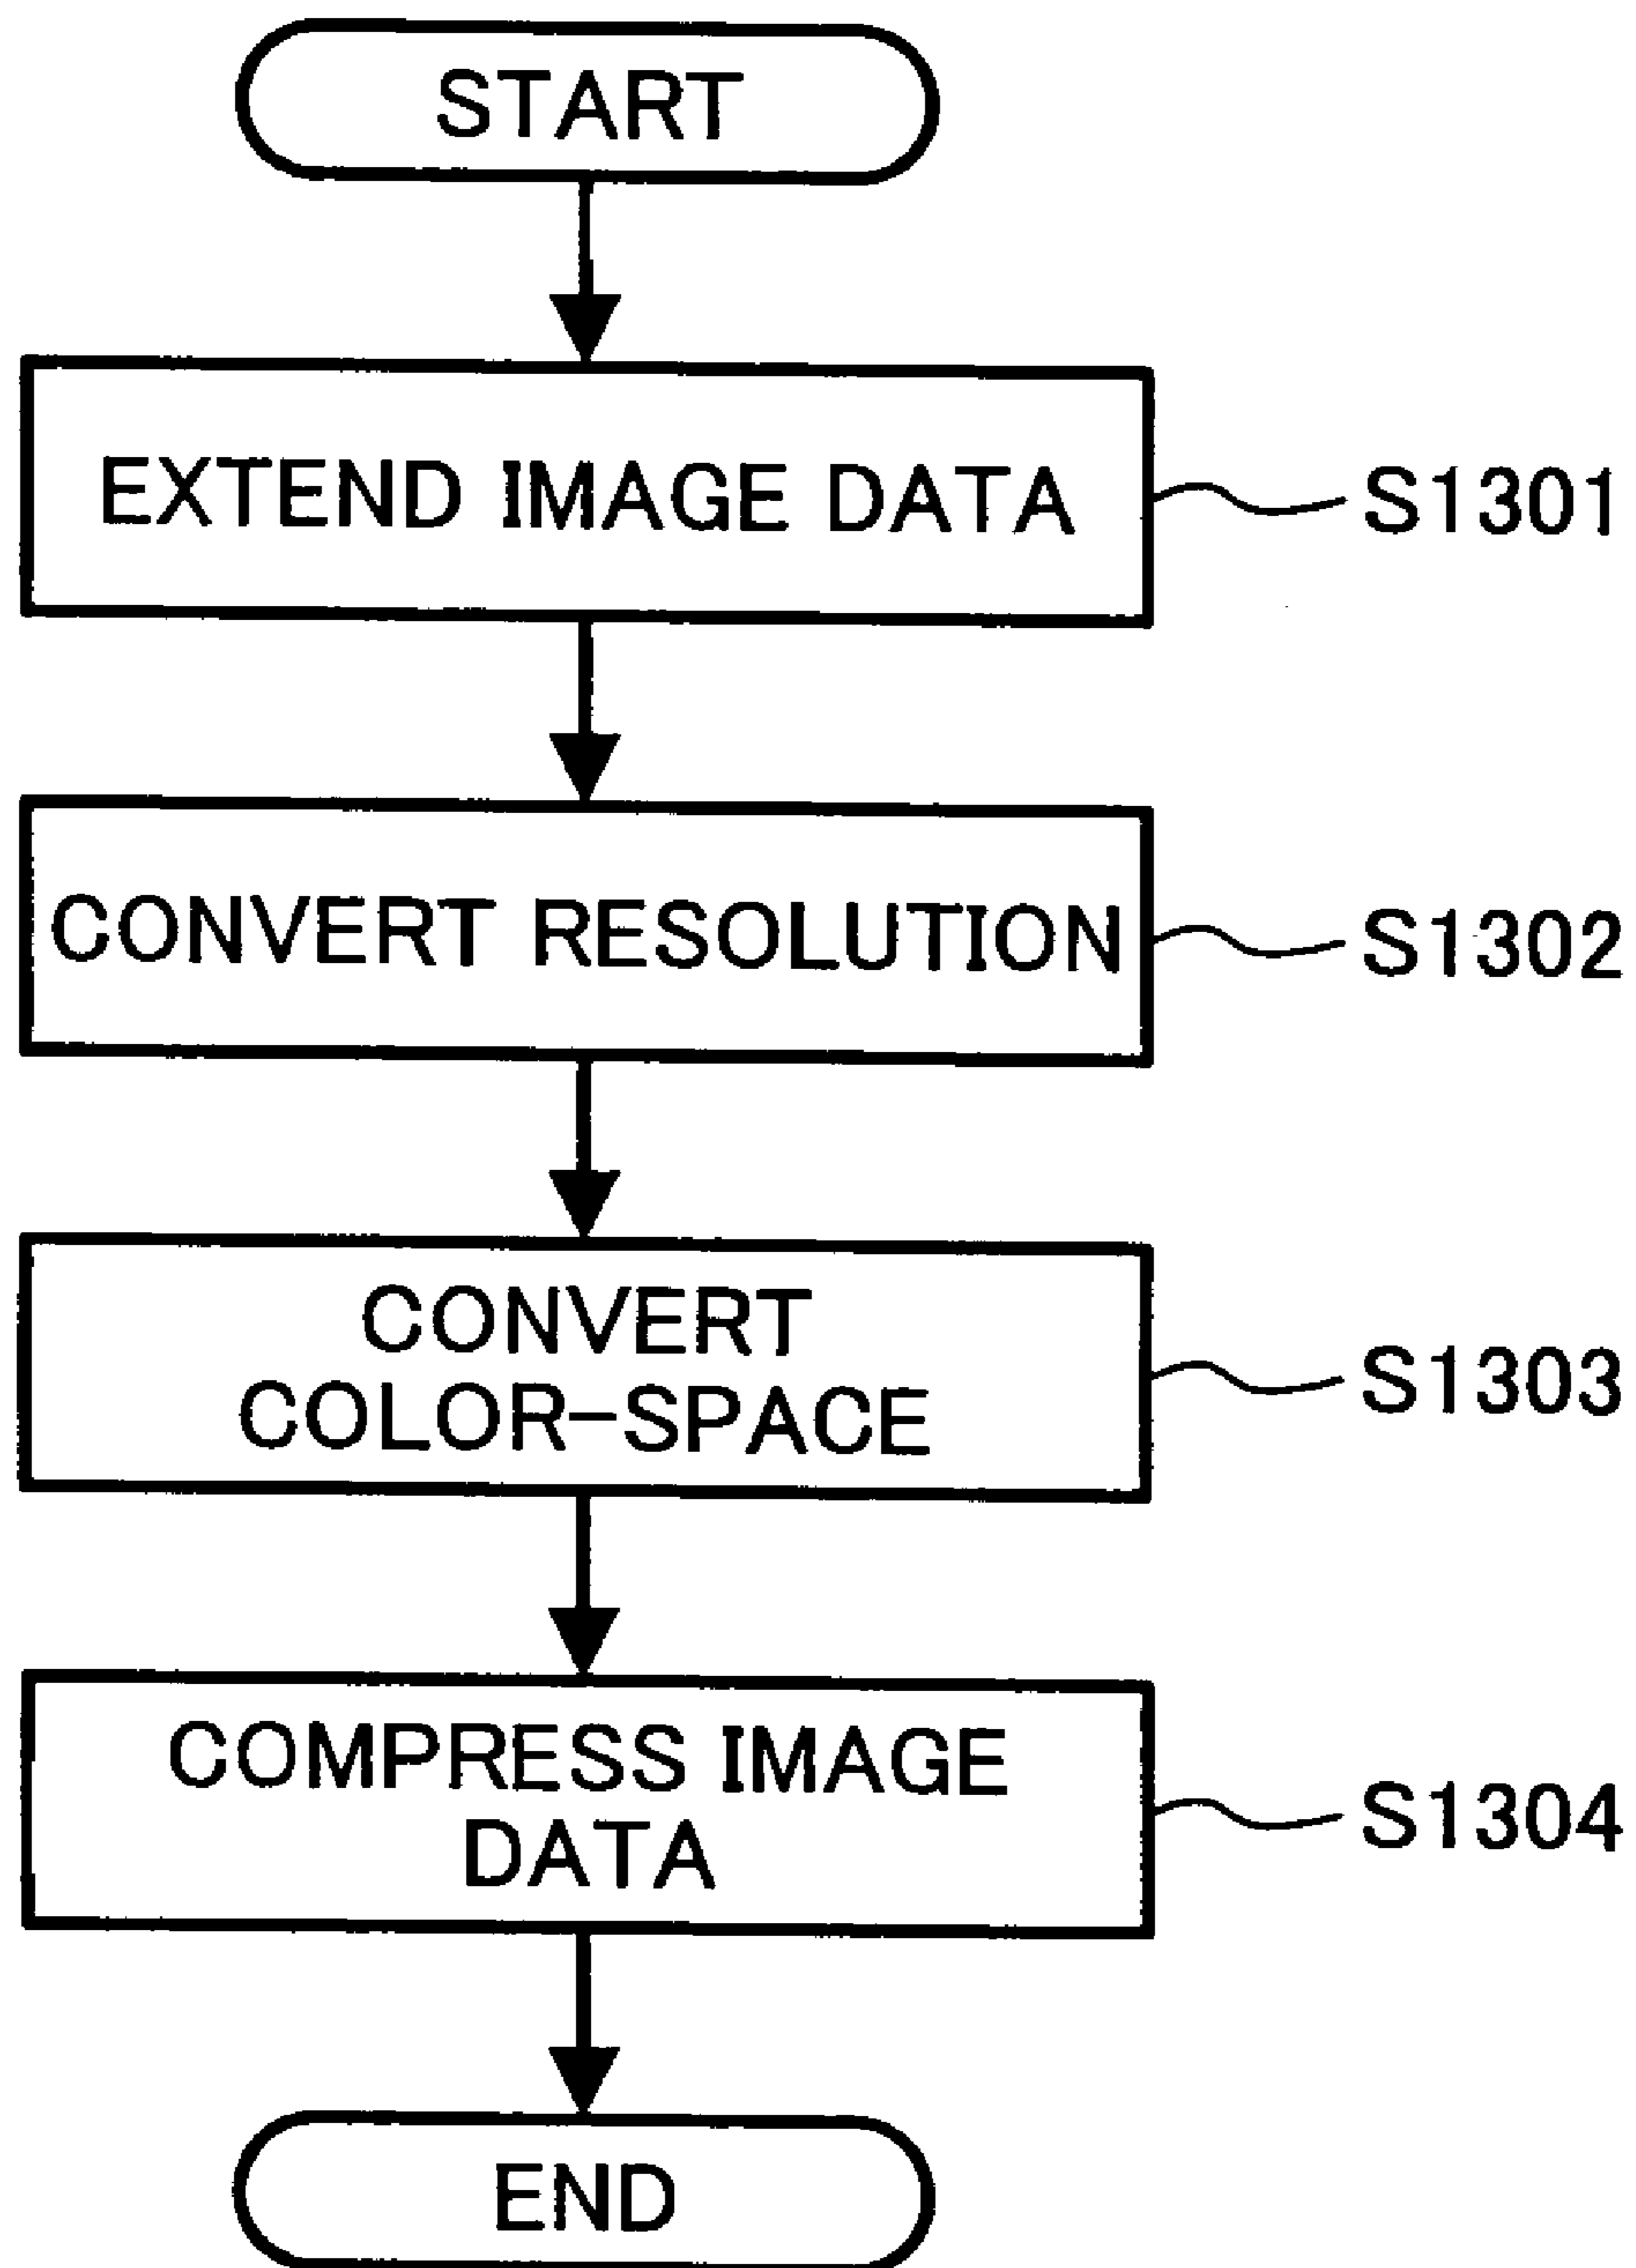 START
EXTEND IMAGE DATA
S1301
CONVERT RESOLUTION
S1302
CONVERT
COLOR-SPACE
S1303
COMPRESS IMAGE
DATA
S1304
END